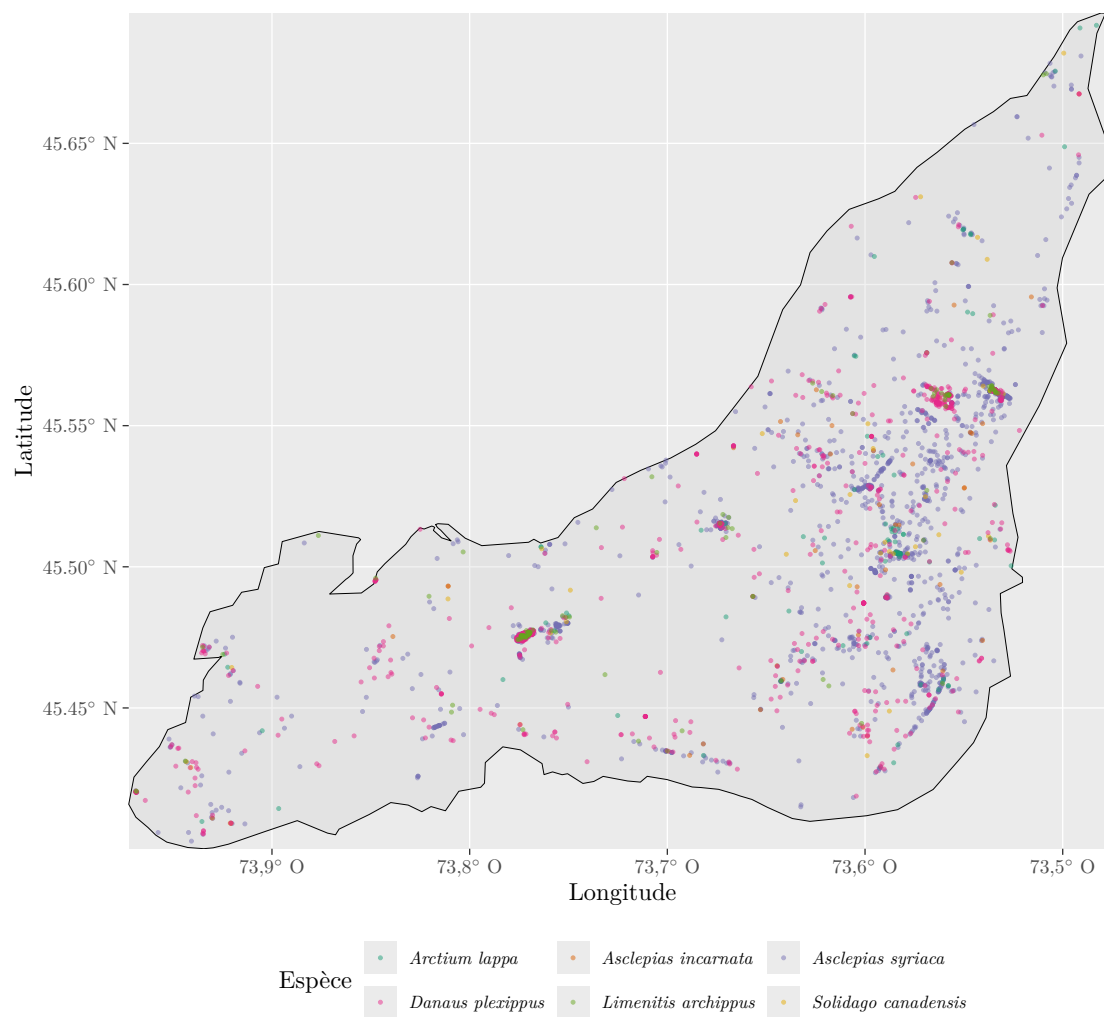 Latitude
45.65° N
45.60° N
45.55° N
45.50° N
45.45° N
73,9° O 73,8° O 73,7° O 73,6° O 73,5° O
Longitude
Espèce
Arctium lappa Asclepias incarnata Asclepias syriaca
Danaus plexippus Limenitis archippus Solidago canadensis